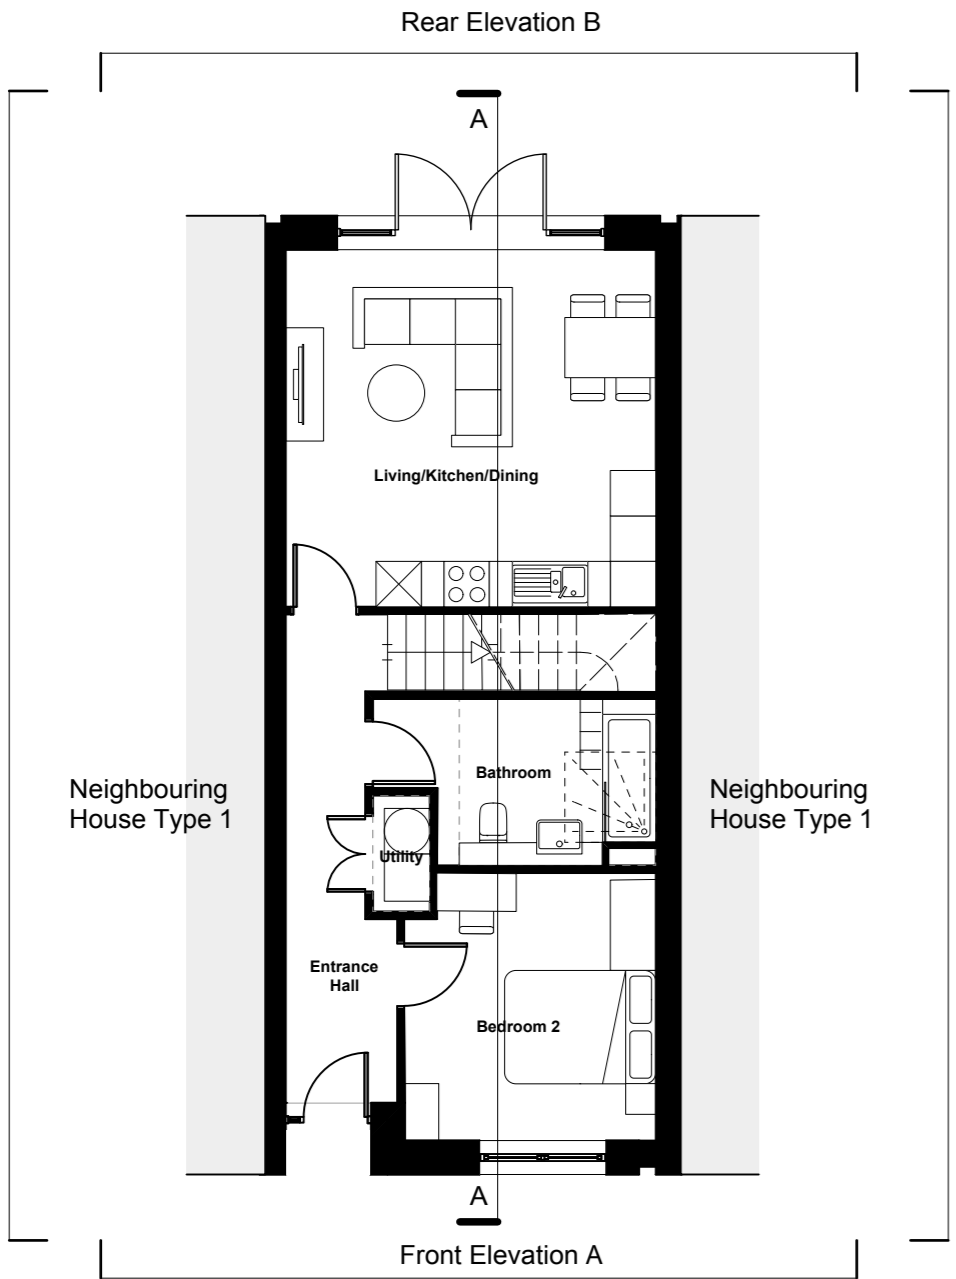 Rear Elevation B
A
Living/Kitchen/Dining
Bathroom
Neighbouring
House Type 1
Neighbouring
House Type 1
Utility
Entrance
Hall
Bedroom 2
A
Front Elevation A